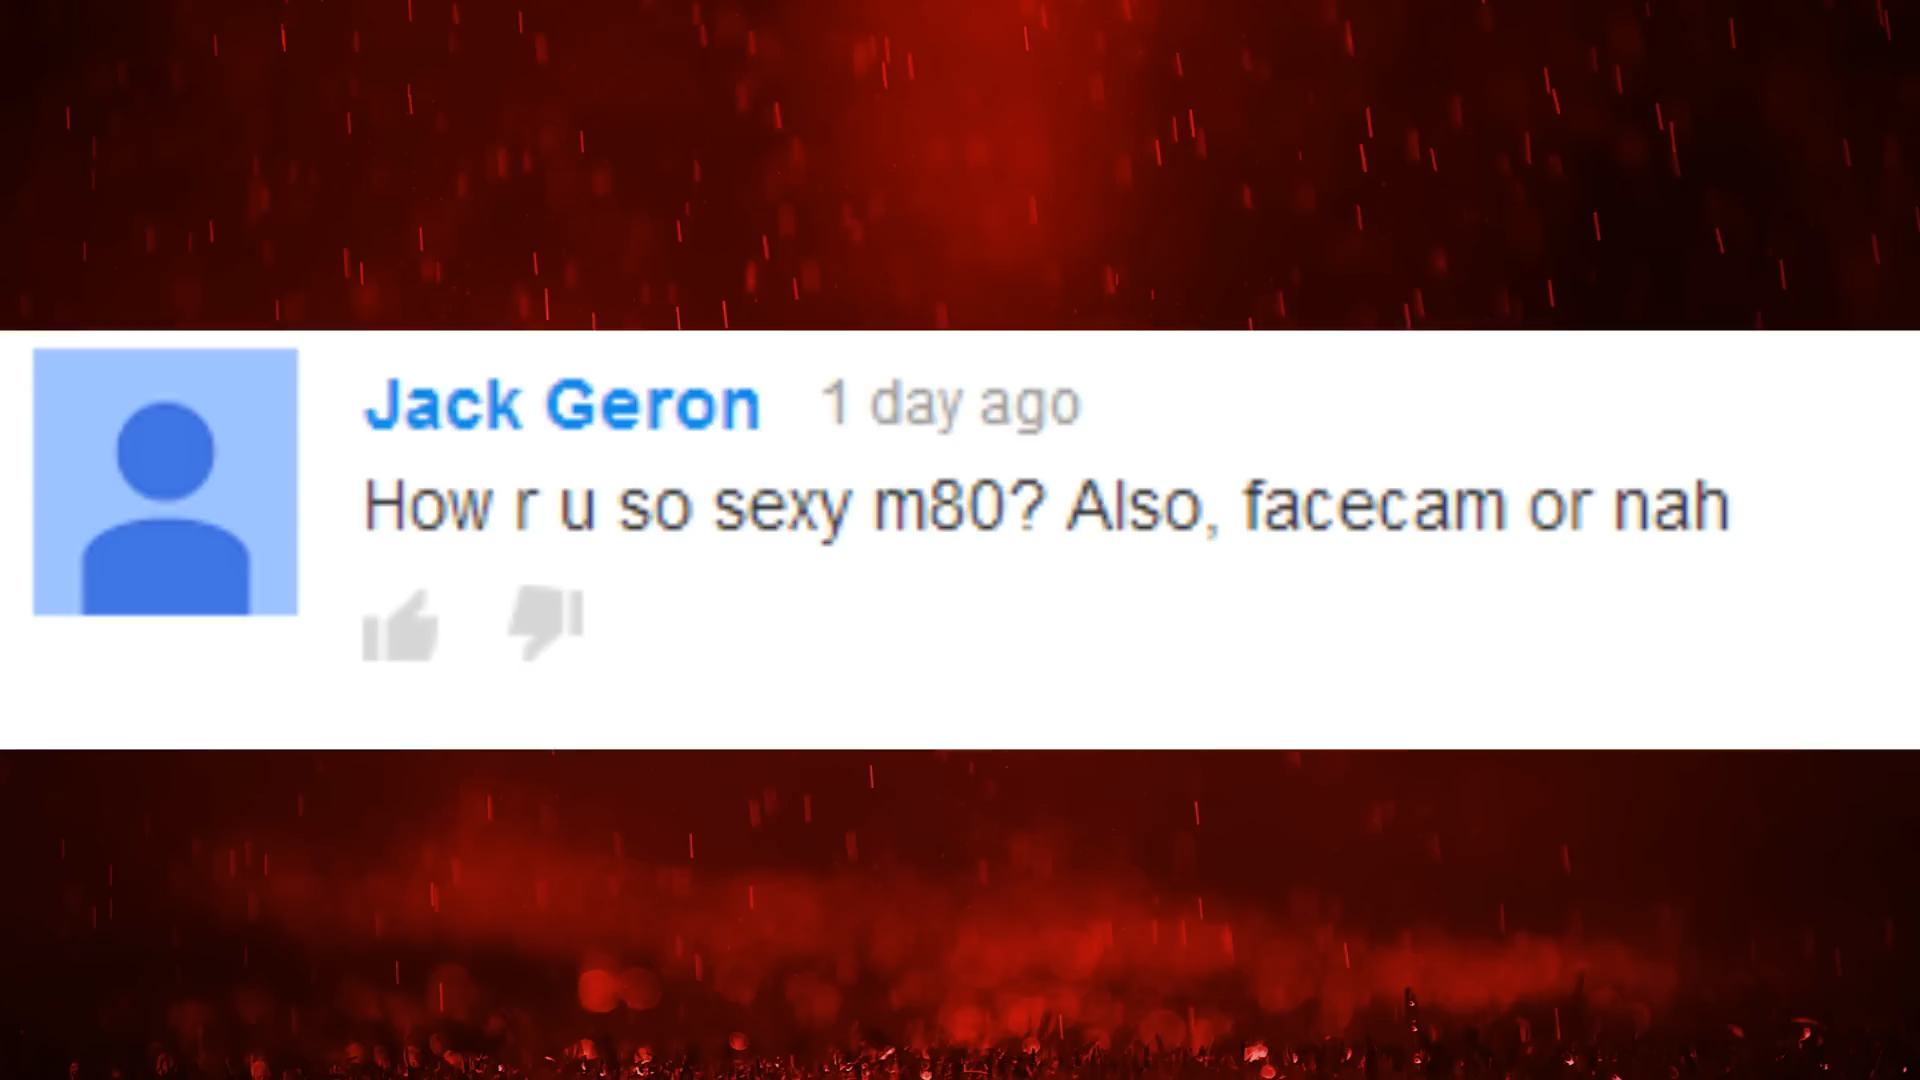 Jack Geron 1 day ago
How r u so sexy m80? Also, facecam or nah